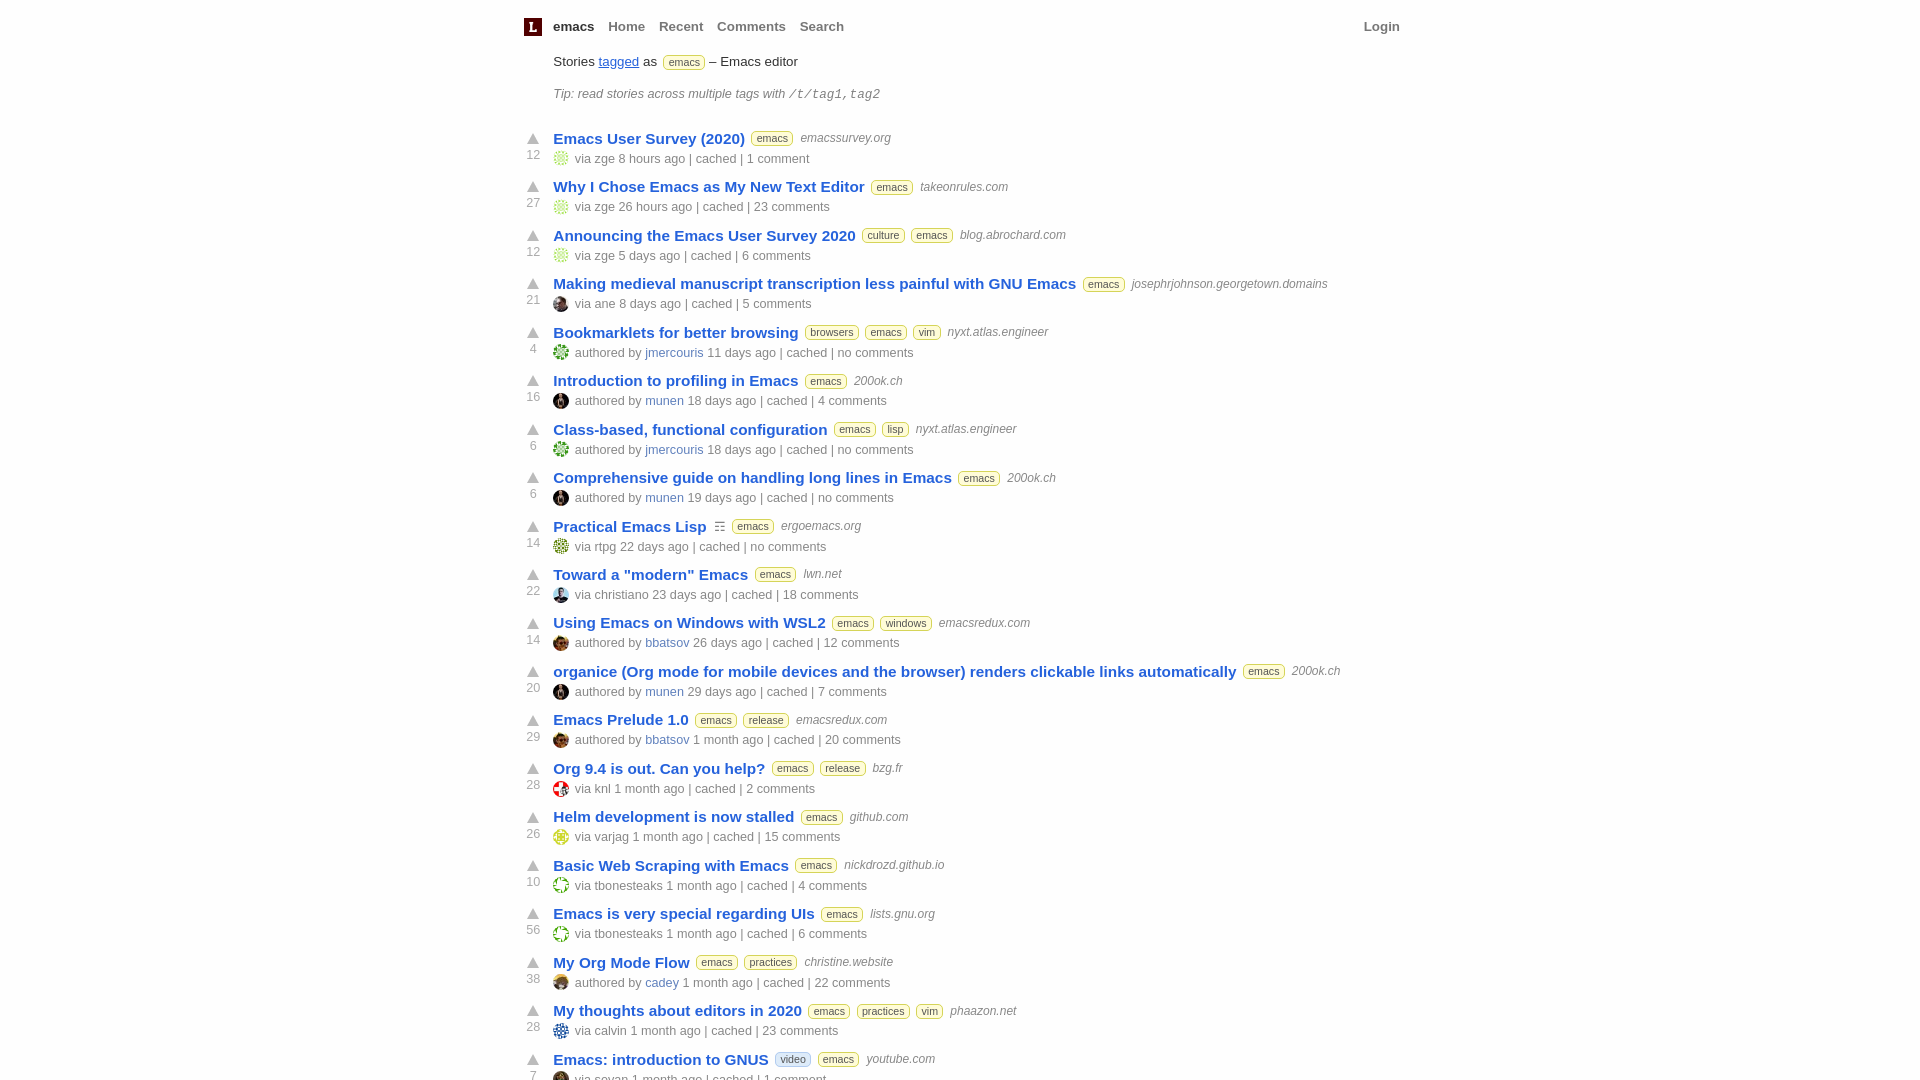 L emacs Home Recent Comments Search Login
Stories tagged as emacs – Emacs editor
Tip: read stories across multiple tags with /t/tag1,tag2
Emacs User Survey (2020) emacs emacssurvey.org
12 via zge 8 hours ago | cached | 1 comment
Why I Chose Emacs as My New Text Editor emacs takeonrules.com
27 via zge 26 hours ago | cached | 23 comments
Announcing the Emacs User Survey 2020 culture emacs blog.abrochard.com
12 via zge 5 days ago | cached | 6 comments
Making medieval manuscript transcription less painful with GNU Emacs emacs josephrjohnson.georgetown.domains
21 via ane 8 days ago | cached | 5 comments
Bookmarklets for better browsing browsers emacs vim nyxt.atlas.engineer
4 authored by jmercouris 11 days ago | cached | no comments
Introduction to profiling in Emacs emacs 200ok.ch
16 authored by munen 18 days ago | cached | 4 comments
Class-based, functional configuration emacs lisp nyxt.atlas.engineer
6 authored by jmercouris 18 days ago | cached | no comments
Comprehensive guide on handling long lines in Emacs emacs 200ok.ch
6 authored by munen 19 days ago | cached | no comments
Practical Emacs Lisp ☶ emacs ergoemacs.org
14 via rtpg 22 days ago | cached | no comments
Toward a "modern" Emacs emacs lwn.net
22 via christiano 23 days ago | cached | 18 comments
Using Emacs on Windows with WSL2 emacs windows emacsredux.com
14 authored by bbatsov 26 days ago | cached | 12 comments
organice (Org mode for mobile devices and the browser) renders clickable links automatically emacs 200ok.ch
20 authored by munen 29 days ago | cached | 7 comments
Emacs Prelude 1.0 emacs release emacsredux.com
29 authored by bbatsov 1 month ago | cached | 20 comments
Org 9.4 is out. Can you help? emacs release bzg.fr
28 via knl 1 month ago | cached | 2 comments
Helm development is now stalled emacs github.com
26 via varjag 1 month ago | cached | 15 comments
Basic Web Scraping with Emacs emacs nickdrozd.github.io
10 via tbonesteaks 1 month ago | cached | 4 comments
Emacs is very special regarding UIs emacs lists.gnu.org
56 via tbonesteaks 1 month ago | cached | 6 comments
My Org Mode Flow emacs practices christine.website
38 authored by cadey 1 month ago | cached | 22 comments
My thoughts about editors in 2020 emacs practices vim phaazon.net
28 via calvin 1 month ago | cached | 23 comments
Emacs: introduction to GNUS video emacs youtube.com
7 via sevan 1 month ago | cached | 1 comment